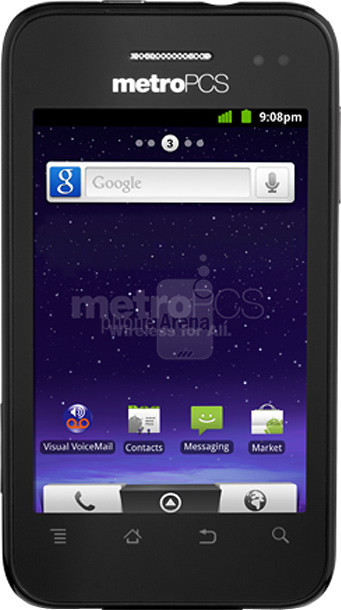 metroPCS
9:08pm
3
g Google
metroPCS
phoneArena
Wireless for All.
Visual VoiceMail Contacts Messaging Market